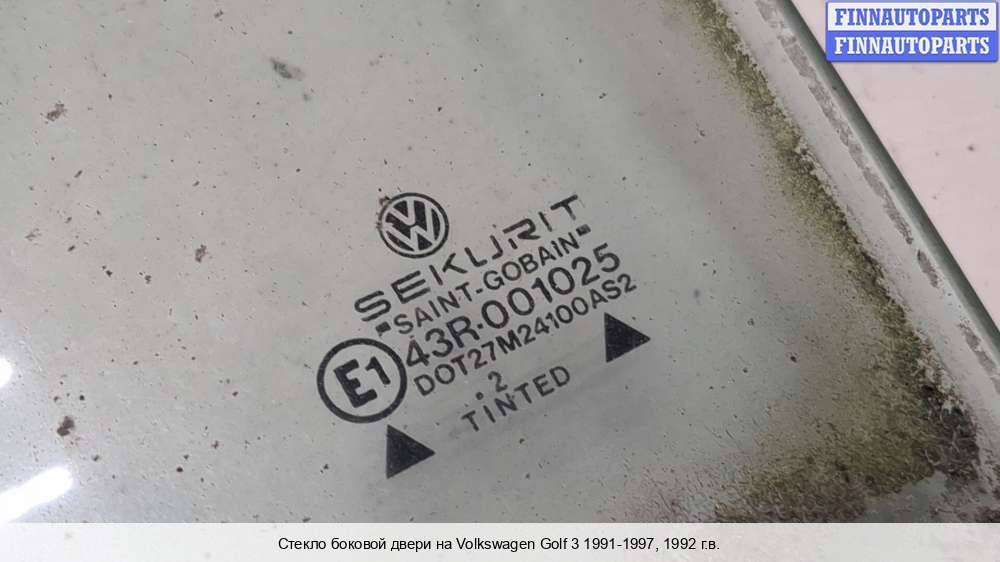 FINNAUTOPARTS
FINNAUTOPARTS
VW
SEKURIT
SAINT-GOBAIN
E1
43R-001025
DOT27M24100AS2
.2
TINTED
Стекло боковой двери на Volkswagen Golf 3 1991-1997, 1992 г.в.